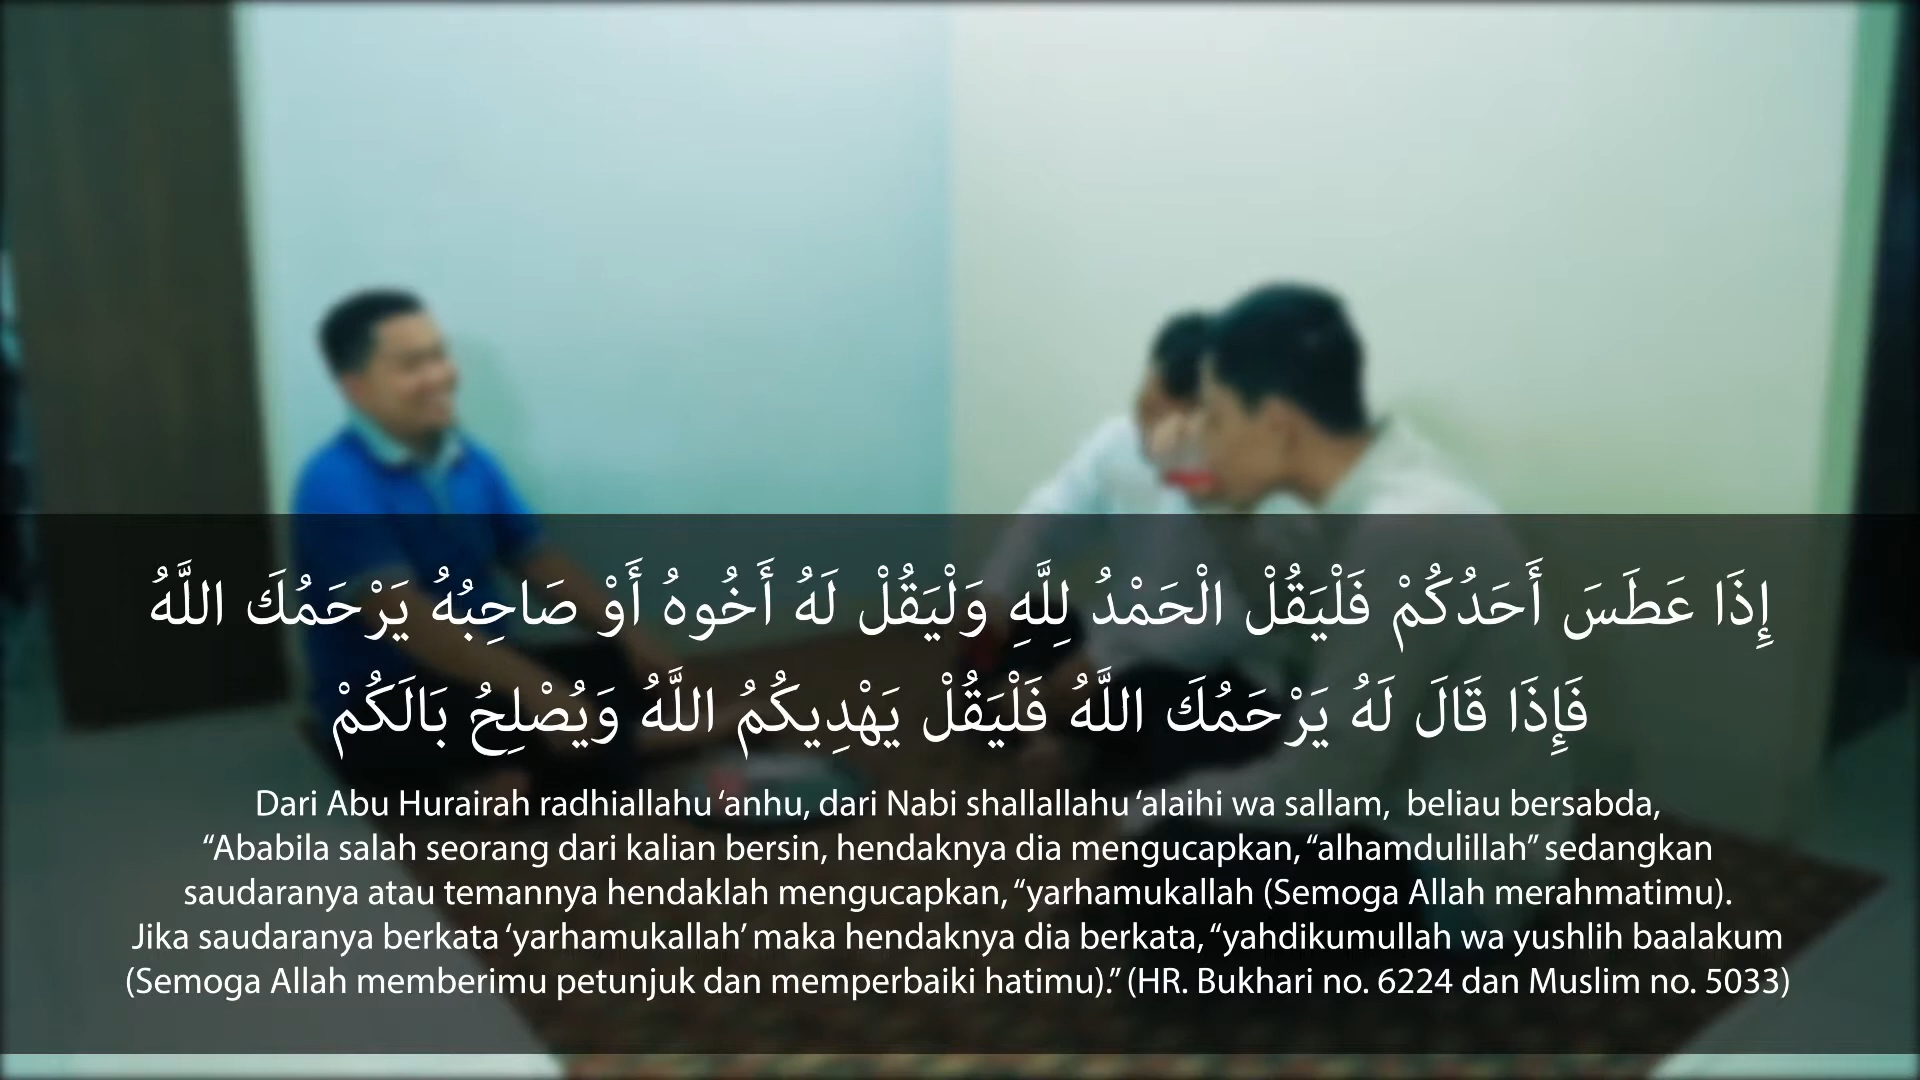 إِذَا عَطَسَ أَحَدُكُمْ فَلْيَقُلْ الْحَمْدُ لِلَّهِ وَلْيَقُلْ لَهُ أَخُوهُ أَوْ صَاحِبُهُ يَرْحَمُكَ اللَّهُ
فَإِذَا قَالَ لَهُ يَرْحَمُكَ اللَّهُ فَلْيَقُلْ يَهْدِيكُمُ اللَّهُ وَيُصْلِحُ بَالَكُمْ
Dari Abu Hurairah radhiallahu ‘anhu, dari Nabi shallallahu ‘alaihi wa sallam, beliau bersabda,
“Ababila salah seorang dari kalian bersin, hendaknya dia mengucapkan, “alhamdulillah” sedangkan
saudaranya atau temannya hendaklah mengucapkan, “yarhamukallah (Semoga Allah merahmatimu).
Jika saudaranya berkata ‘yarhamukallah’ maka hendaknya dia berkata, “yahdikumullah wa yushlih baalakum
(Semoga Allah memberimu petunjuk dan memperbaiki hatimu).” (HR. Bukhari no. 6224 dan Muslim no. 5033)